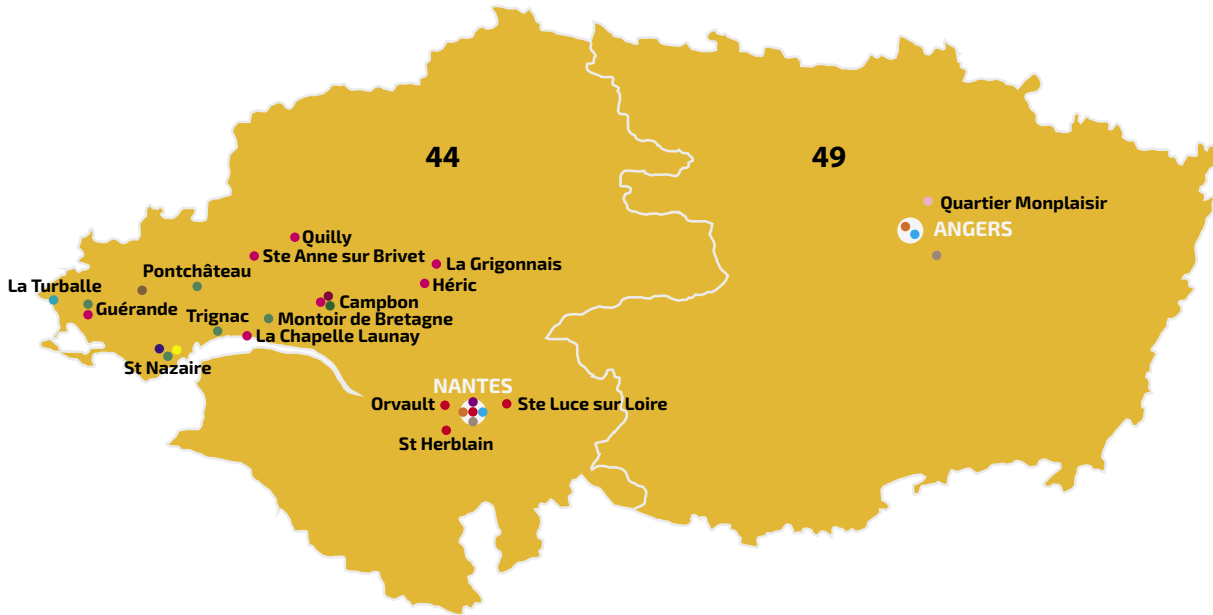 44
49
Quartier Monplaisir
ANGERS
Quilly
Ste Anne sur Brivet
La Grigonnais
Pontchâteau
Héric
La Turballe
Campbon
Guérande
Trignac
Montoir de Bretagne
La Chapelle Launay
St Nazaire
NANTES
Orvault
Ste Luce sur Loire
St Herblain